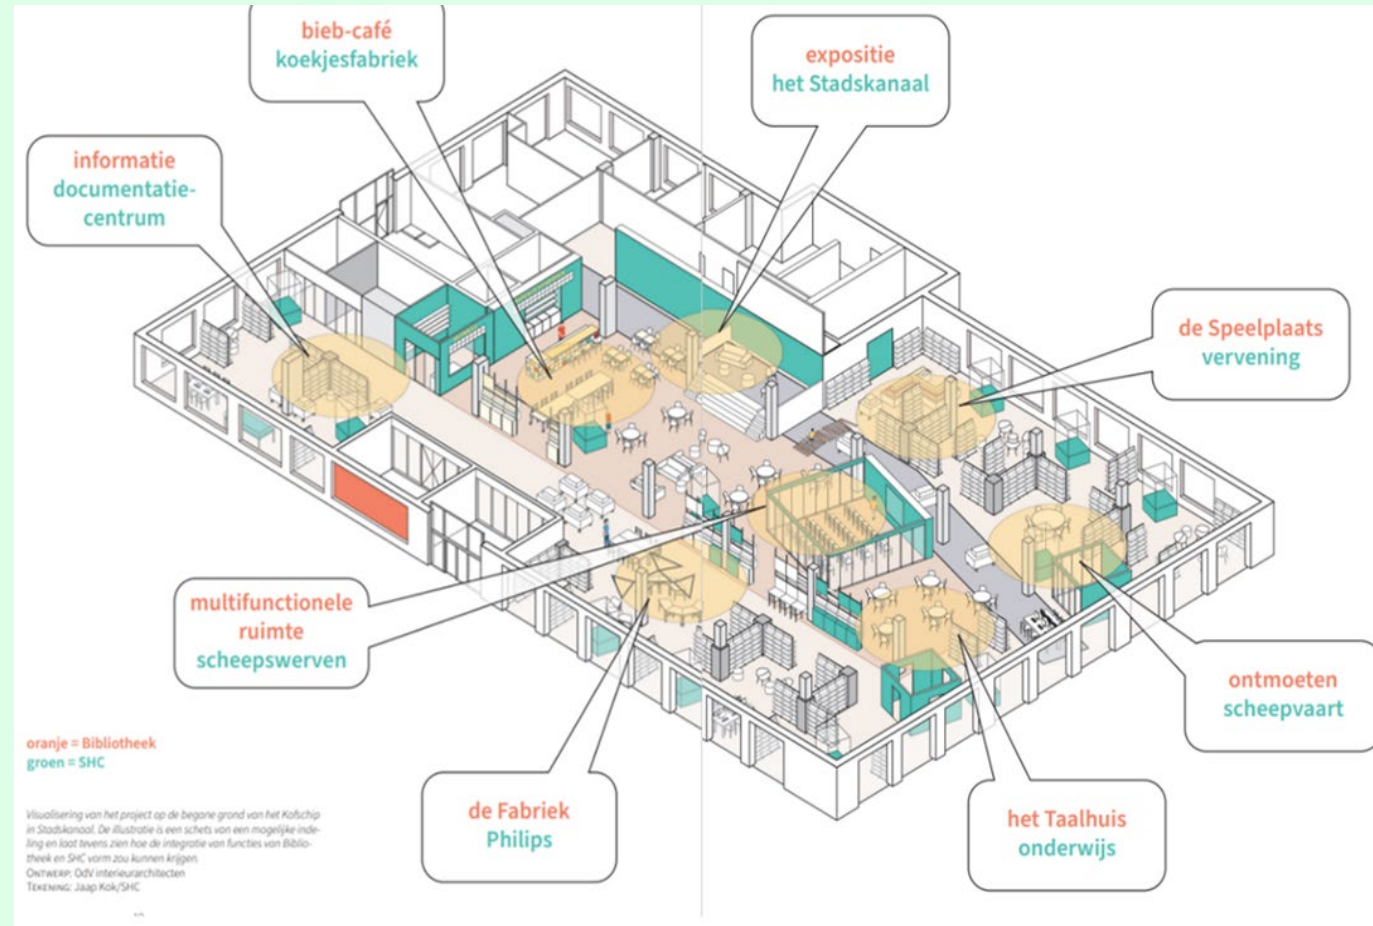 bieb-café
koekjesfabriek
expositie
het Stadskanaal
informatie
documentatie-
centrum
de Speelplaats
vervening
multifunctionele
ruimte
scheepswerven
ontmoeten
scheepvaart
de Fabriek
Philips
het Taalhuis
onderwijs
oranje = Bibliotheek
groen = SHC
Visualisering van het project op de begane grond van het Kofschip
in Stadskanaal. De illustratie is een schets van een mogelijke inde-
ling en laat tevens zien hoe de integratie van functies van Biblio-
theek en SHC vorm zou kunnen krijgen.
Ontwerp: OdV interieurarchitecten
Tekening: Jaap Kok/SHC